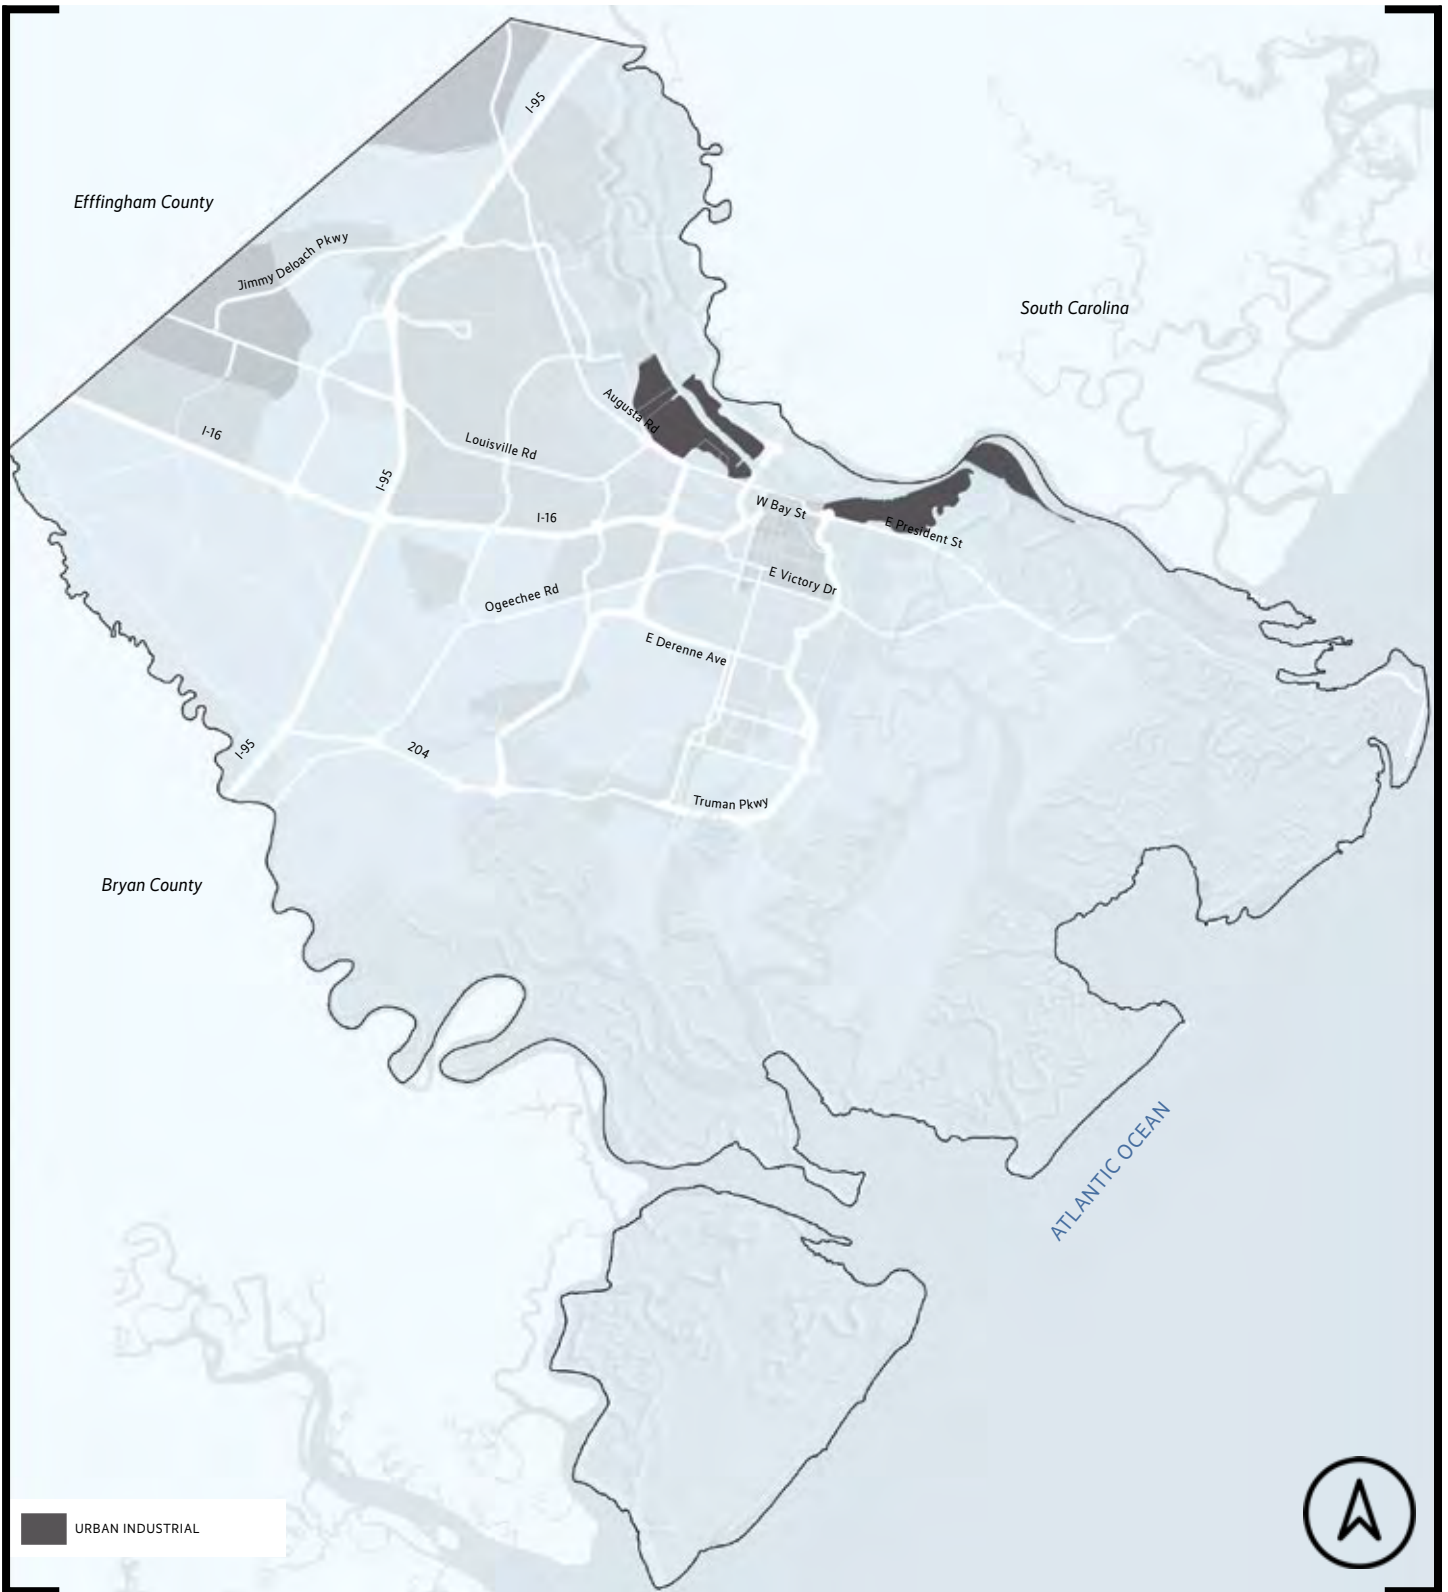 I-95
Efffingham County
Jimmy Deloach Pkwy
South Carolina
Augusta Rd
I-16
Louisville Rd
I-95
W Bay St
I-16
E President St
E Victory Dr
Ogeechee Rd
E Derenne Ave
I-95
204
Truman Pkwy
Bryan County
ATLANTIC OCEAN
URBAN INDUSTRIAL